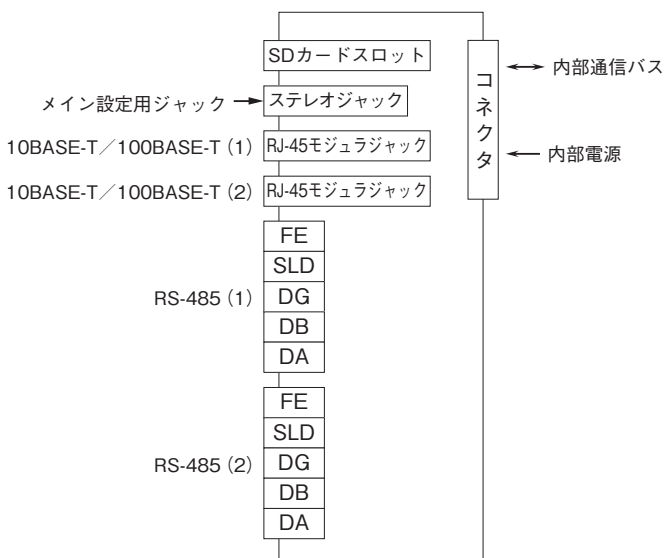 SDカードスロット
コネクタ
内部通信バス
メイン設定用ジャック
ステレオジャック
10BASE-T／100BASE-T (1)
RJ-45モジュラジャック
内部電源
10BASE-T／100BASE-T (2)
RJ-45モジュラジャック
RS-485 (1)
FE
SLD
DG
DB
DA
RS-485 (2)
FE
SLD
DG
DB
DA